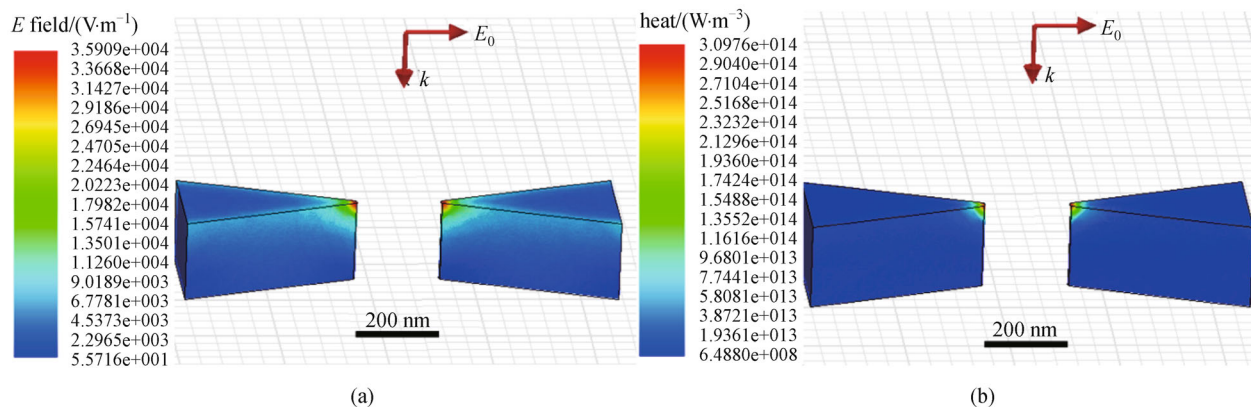 E field/(V·m⁻¹)
3.5909e+004
3.3668e+004
3.1427e+004
2.9186e+004
2.6945e+004
2.4705e+004
2.2464e+004
2.0223e+004
1.7982e+004
1.5741e+004
1.3501e+004
1.1260e+004
9.0189e+003
6.7781e+003
4.5373e+003
2.2965e+003
5.5716e+001
E₀
k
200 nm
(a)
heat/(W·m⁻³)
3.0976e+014
2.9040e+014
2.7104e+014
2.5168e+014
2.3232e+014
2.1296e+014
1.9360e+014
1.7424e+014
1.5488e+014
1.3552e+014
1.1616e+014
9.6801e+013
7.7441e+013
5.8081e+013
3.8721e+013
1.9361e+013
6.4880e+008
E₀
k
200 nm
(b)